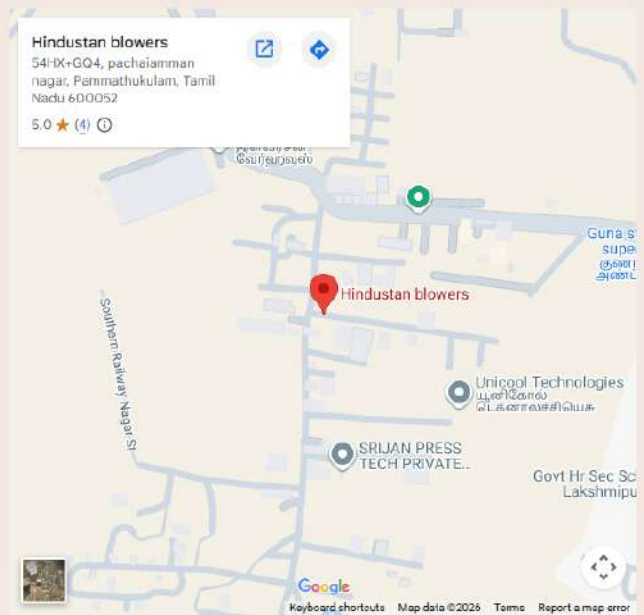 Hindustan blowers
54HX+GQ4, pachaiamman
nagar, Pammathukulam, Tamil
Nadu 600052
5.0 ★ (4)
வேர்ஹவுஸ்
Guna s
supe
குணா
அண்ட
Hindustan blowers
Southern Railway Nagar St
Unicool Technologies
யூனிகோல்
SRIJAN PRESS
TECH PRIVATE...
Govt Hr Sec Sc
Lakshmipu
Google
Keyboard shortcuts Map data ©2026 Terms Report a map error